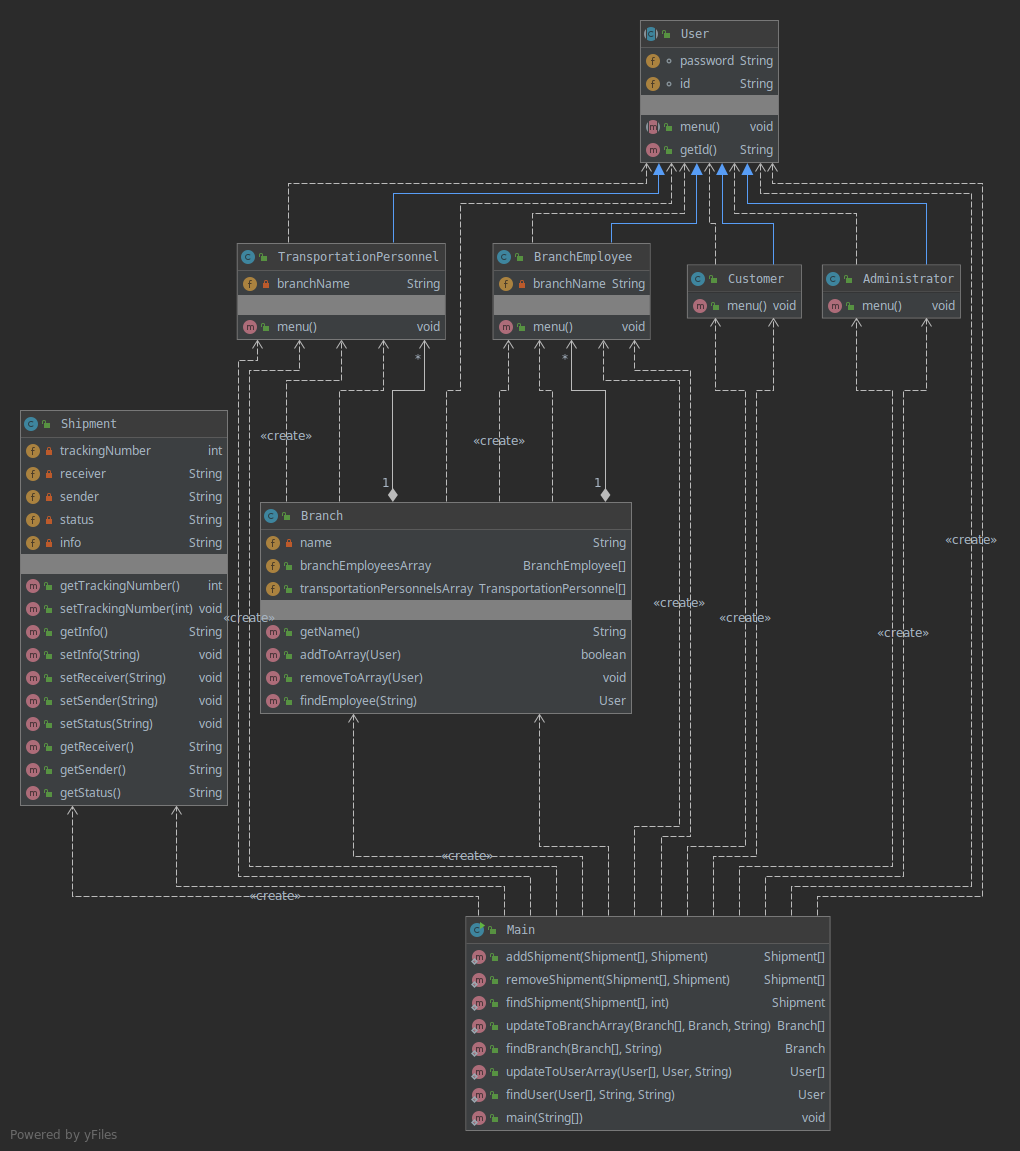 User
password String
id String
menu() void
getId() String
TransportationPersonnel
branchName String
menu() void
BranchEmployee
branchName String
menu() void
Customer
menu() void
Administrator
menu() void
*
*
«create»
«create»
1
1
Shipment
trackingNumber int
receiver String
sender String
status String
info String
getTrackingNumber() int
setTrackingNumber(int) void
getInfo() String
setInfo(String) void
setReceiver(String) void
setSender(String) void
setStatus(String) void
getReceiver() String
getSender() String
getStatus() String
Branch
name String
branchEmployeesArray BranchEmployee[]
transportationPersonnelsArray TransportationPersonnel[]
getName() String
addToArray(User) boolean
removeToArray(User) void
findEmployee(String) User
«create»
«create»
«create»
«create»
«create»
«create»
«create»
Main
addShipment(Shipment[], Shipment) Shipment[]
removeShipment(Shipment[], Shipment) Shipment[]
findShipment(Shipment[], int) Shipment
updateToBranchArray(Branch[], Branch, String) Branch[]
findBranch(Branch[], String) Branch
updateToUserArray(User[], User, String) User[]
findUser(User[], String, String) User
main(String[]) void
Powered by yFiles